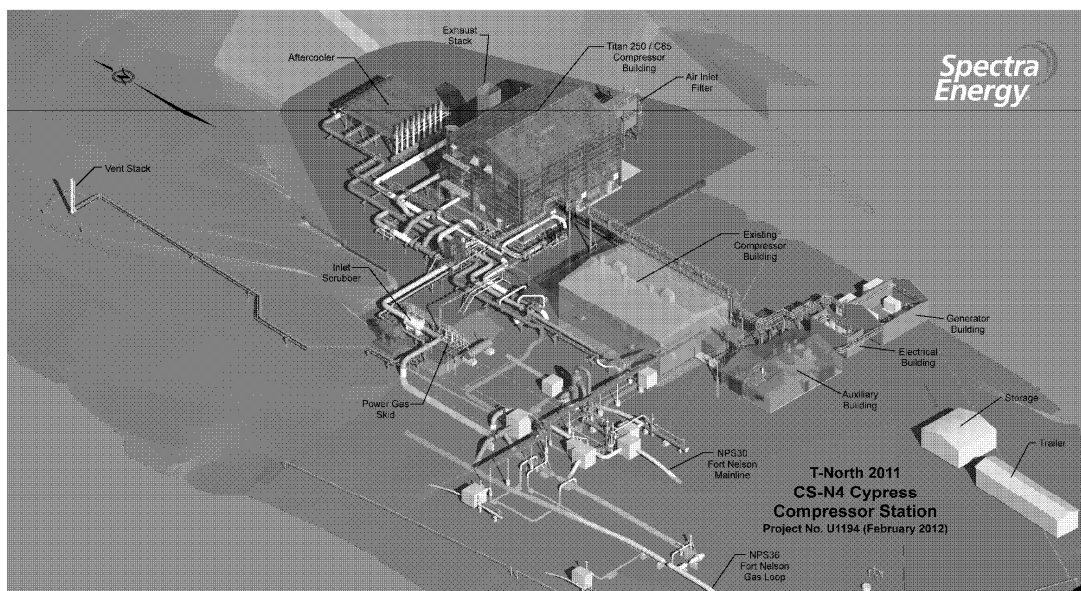 Exhaust
Stack
Aftercooler
Titan 250 / C85
Compressor
Building
Air Inlet
Filter
Spectra
Energy
N
Vent Stack
Existing
Compressor
Building
Inlet
Scrubber
Generator
Building
Electrical
Building
Power Gas
Skid
Auxiliary
Building
Storage
Trailer
NPS30
Fort Nelson
Mainline
T-North 2011
CS-N4 Cypress
Compressor Station
Project No. U1194 (February 2012)
NPS36
Fort Nelson
Gas Loop